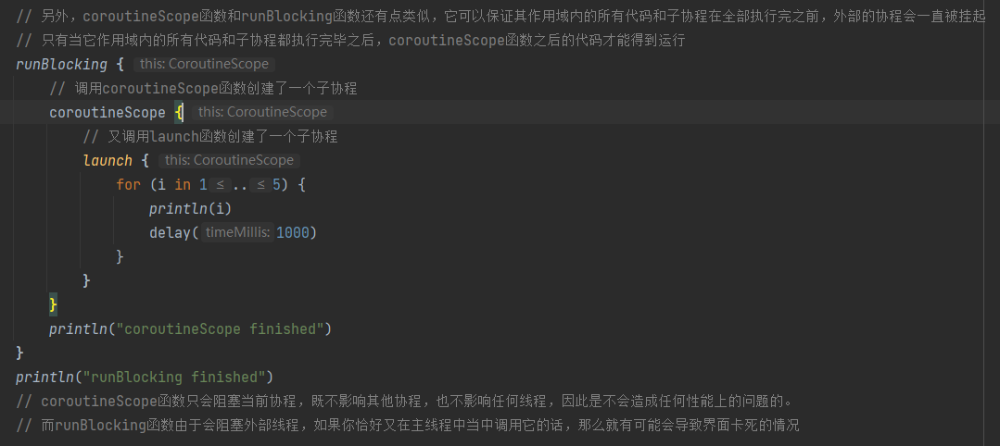 // 另外，coroutineScope函数和runBlocking函数还有点类似，它可以保证其作用域内的所有代码和子协程在全部执行完之前，外部的协程会一直被挂起
// 只有当它作用域内的所有代码和子协程都执行完毕之后，coroutineScope函数之后的代码才能得到运行
runBlocking { this: CoroutineScope
// 调用coroutineScope函数创建了一个子协程
coroutineScope { this: CoroutineScope
// 又调用launch函数创建了一个子协程
launch { this: CoroutineScope
for (i in 1 ≤ .. ≤ 5) {
println(i)
delay( timeMillis: 1000)
}
}
}
println("coroutineScope finished")
}
println("runBlocking finished")
// coroutineScope函数只会阻塞当前协程，既不影响其他协程，也不影响任何线程，因此是不会造成任何性能上的问题的。
// 而runBlocking函数由于会阻塞外部线程，如果你恰好又在主线程中当中调用它的话，那么就有可能会导致界面卡死的情况